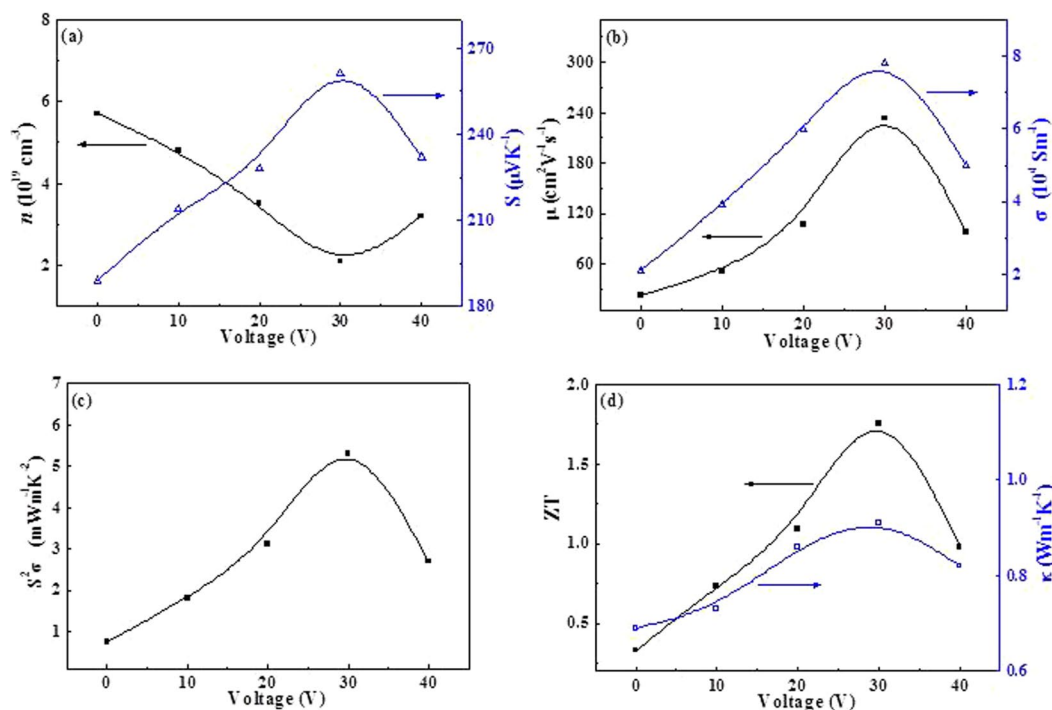 (a)
8
6
4
2
n (10¹⁹ cm⁻³)
270
240
210
180
S (μVK⁻¹)
0 10 20 30 40
Voltage (V)
(b)
300
240
180
120
60
μ (cm²V⁻¹s⁻¹)
8
6
4
2
σ (10⁴ Sm⁻¹)
0 10 20 30 40
Voltage (V)
(c)
7
6
5
4
3
2
1
S²σ (mWm⁻¹K⁻²)
0 10 20 30 40
Voltage (V)
(d)
2.0
1.5
1.0
0.5
ZT
1.2
1.0
0.8
0.6
κ (Wm⁻¹K⁻¹)
0 10 20 30 40
Voltage (V)